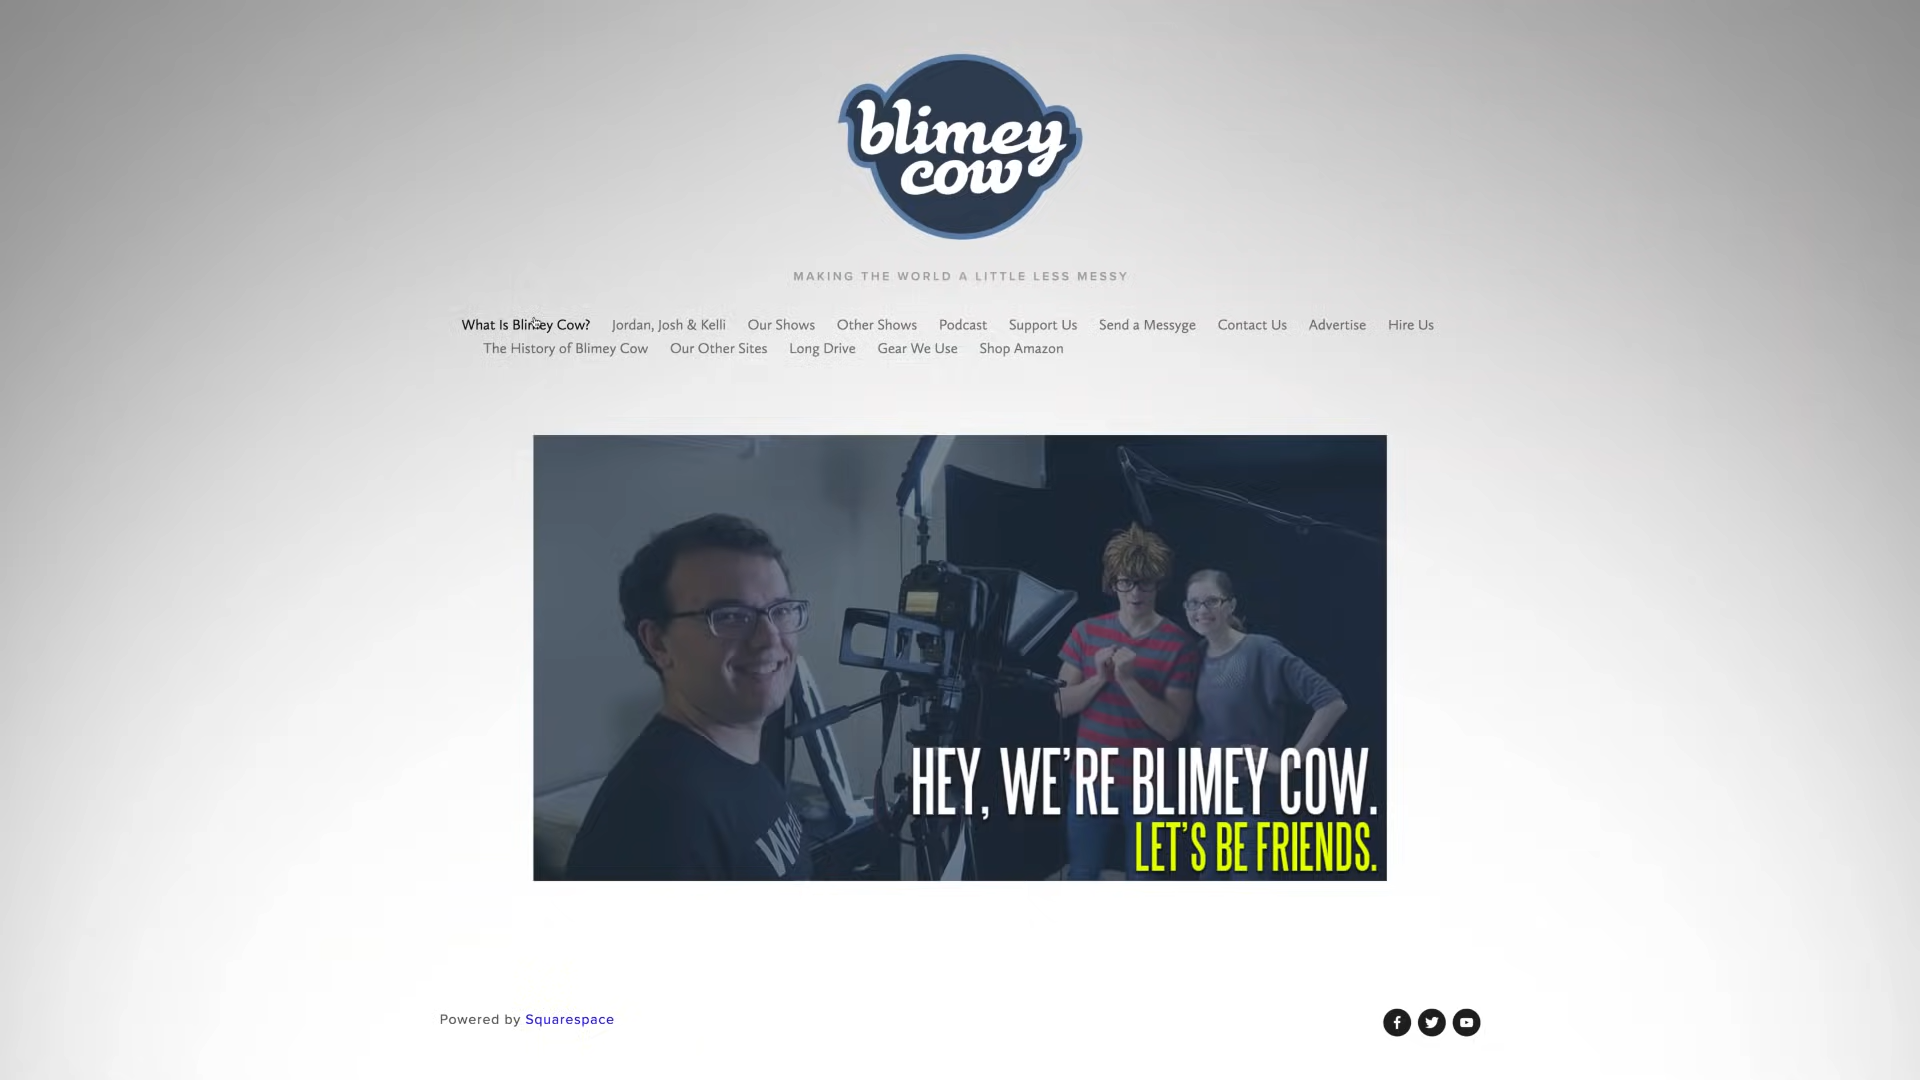 blimey
cow
MAKING THE WORLD A LITTLE LESS MESSY
What Is Blimey Cow? Jordan, Josh & Kelli Our Shows Other Shows Podcast Support Us Send a Messyge Contact Us Advertise Hire Us
The History of Blimey Cow Our Other Sites Long Drive Gear We Use Shop Amazon
HEY, WE'RE BLIMEY COW.
LET'S BE FRIENDS.
Powered by Squarespace